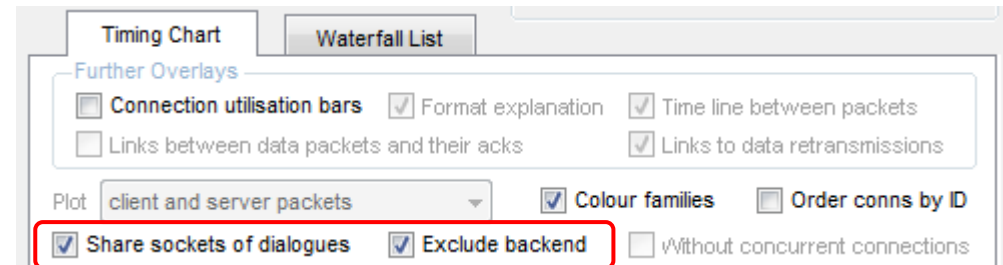 Timing Chart Waterfall List
Further Overlays
Connection utilisation bars Format explanation Time line between packets
Links between data packets and their acks Links to data retransmissions
Plot client and server packets Colour families Order conns by ID
Share sockets of dialogues Exclude backend Without concurrent connections